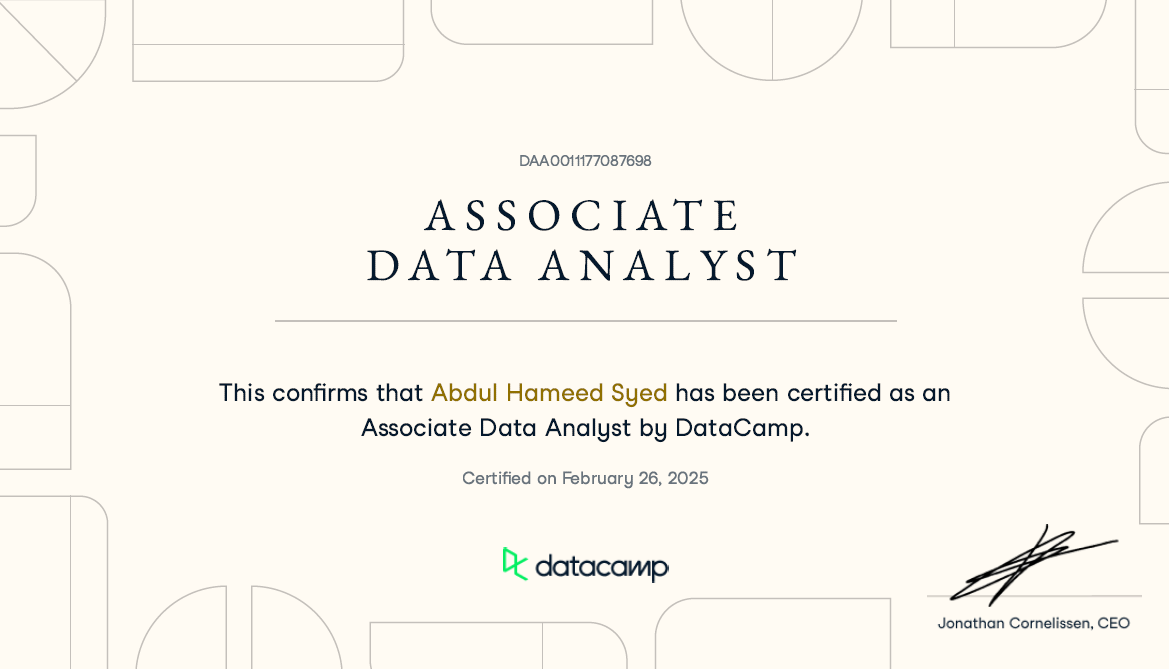 DAA0011177087698
ASSOCIATE
DATA ANALYST
This confirms that Abdul Hameed Syed has been certified as an
Associate Data Analyst by DataCamp.
Certified on February 26, 2025
datacamp
Jonathan Cornelissen, CEO